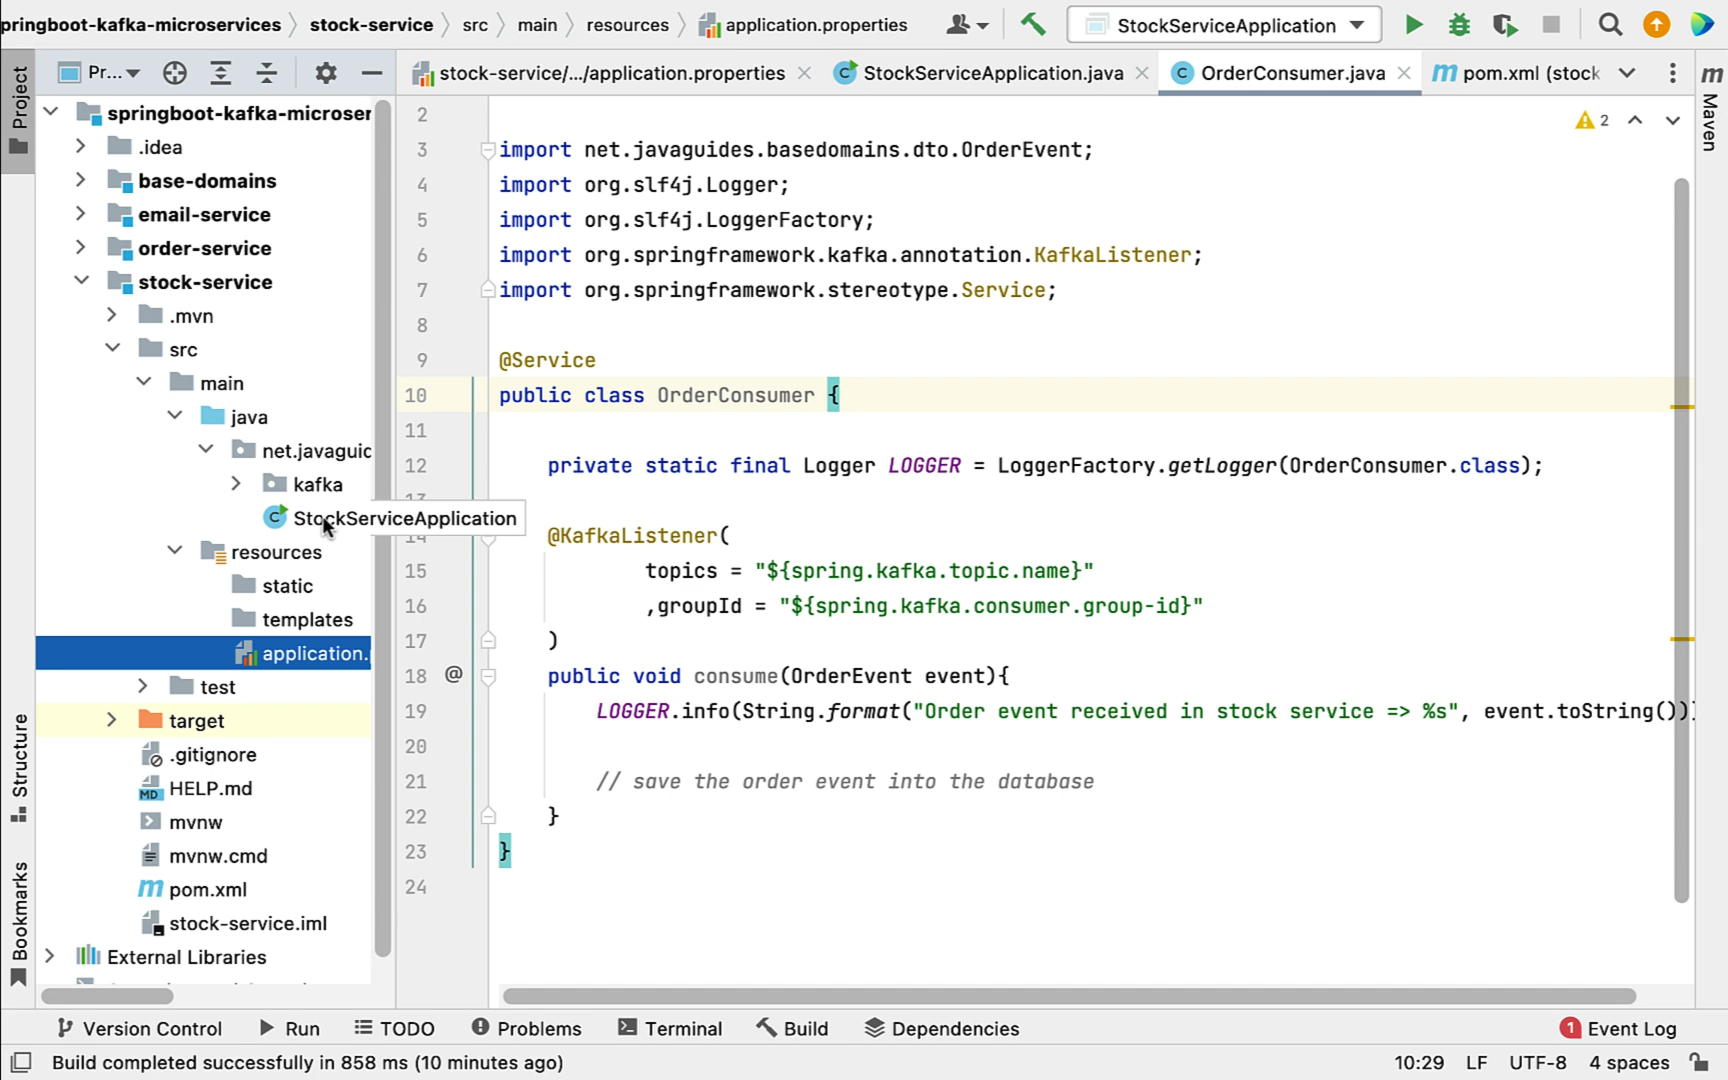 pringboot-kafka-microservices stock-service src main resources application.properties StockServiceApplication
Pr... stock-service/.../application.properties StockServiceApplication.java OrderConsumer.java pom.xml (stock
Project
Structure
Bookmarks
springboot-kafka-microser
.idea
base-domains
email-service
order-service
stock-service
.mvn
src
main
java
net.javaguid
kafka
StockServiceApplication
resources
static
templates
application.
test
target
.gitignore
HELP.md
mvnw
mvnw.cmd
pom.xml
stock-service.iml
External Libraries
2
3 import net.javaguides.basedomains.dto.OrderEvent;
4 import org.slf4j.Logger;
5 import org.slf4j.LoggerFactory;
6 import org.springframework.kafka.annotation.KafkaListener;
7 import org.springframework.stereotype.Service;
8
9 @Service
10 public class OrderConsumer {
11
12 private static final Logger LOGGER = LoggerFactory.getLogger(OrderConsumer.class);
14 @KafkaListener(
15 topics = "${spring.kafka.topic.name}"
16 ,groupId = "${spring.kafka.consumer.group-id}"
17 )
18 @ public void consume(OrderEvent event){
19 LOGGER.info(String.format("Order event received in stock service => %s", event.toString())
20
21 // save the order event into the database
22 }
23 }
24
2
m
Maven
Version Control Run TODO Problems Terminal Build Dependencies 1 Event Log
Build completed successfully in 858 ms (10 minutes ago) 10:29 LF UTF-8 4 spaces